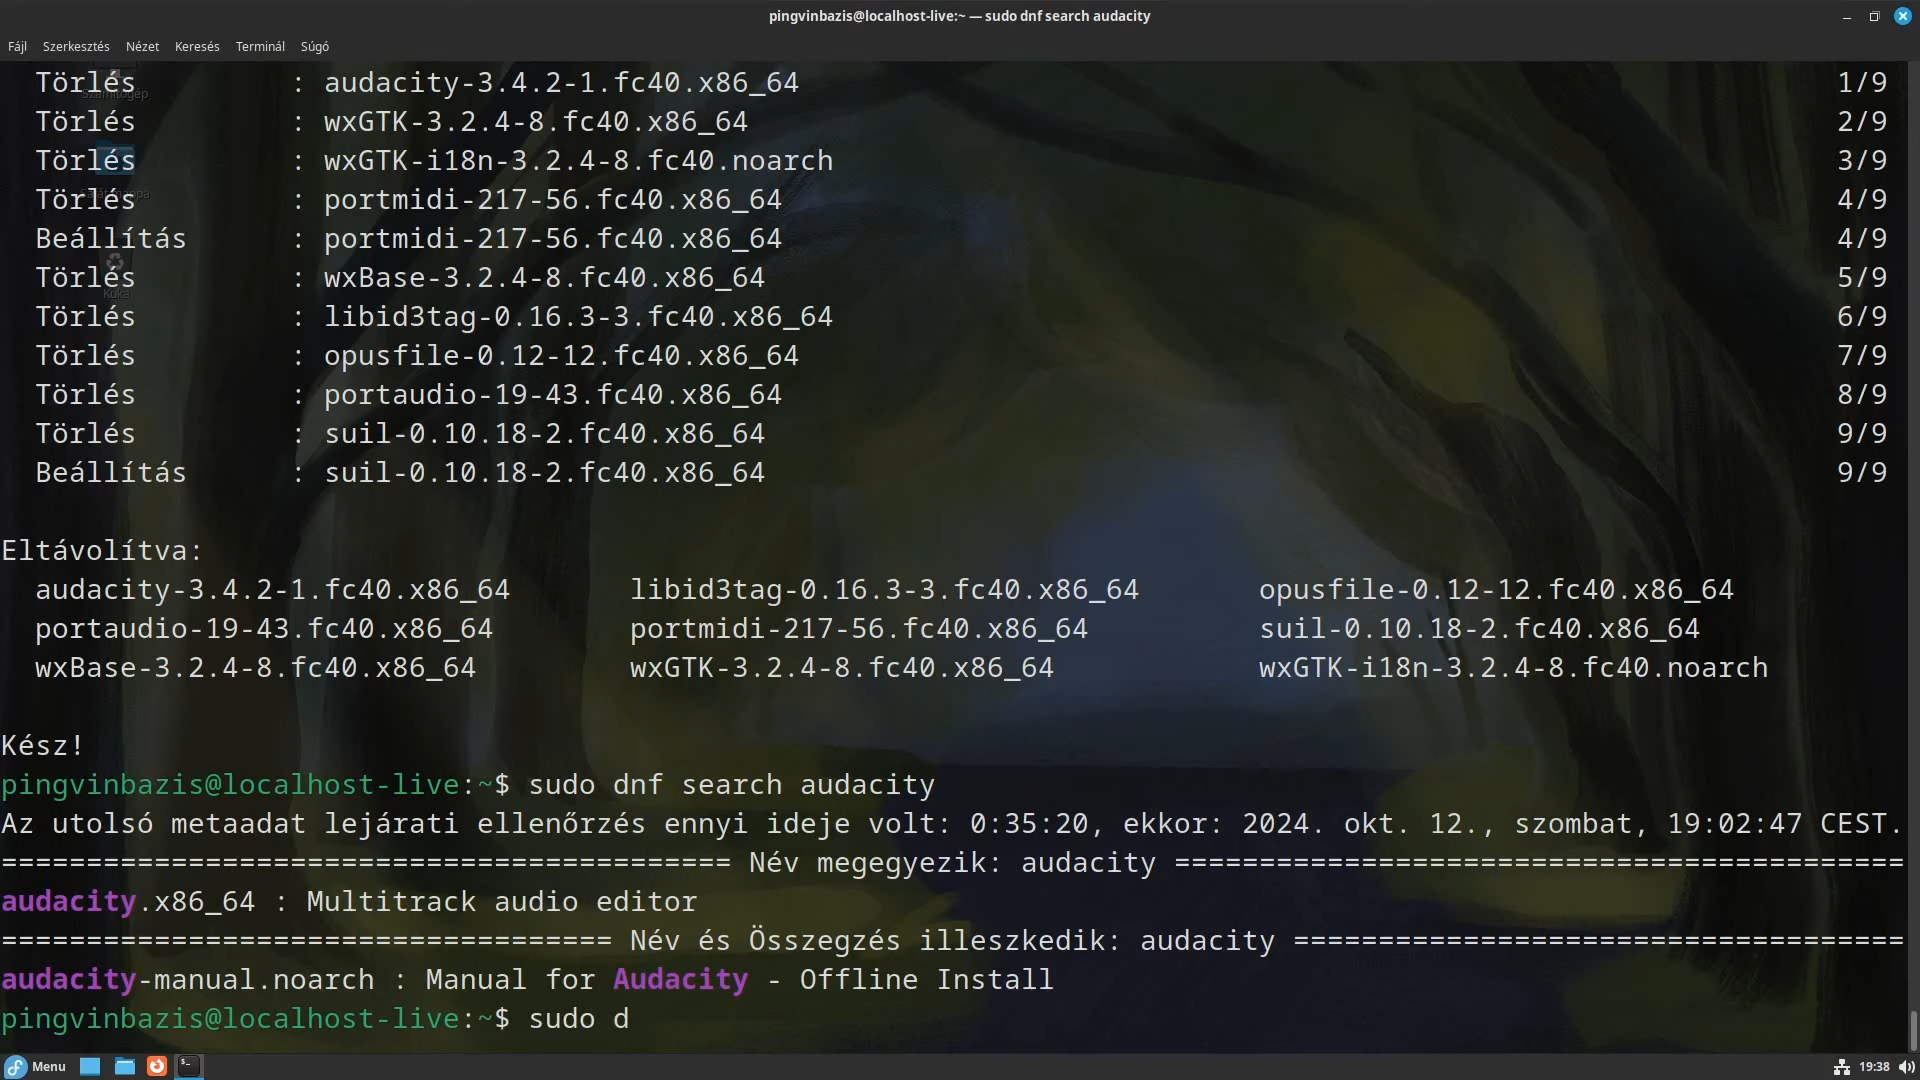 pingvinbazis@localhost-live:~ — sudo dnf search audacity
Fájl Szerkesztés Nézet Keresés Terminál Súgó
Törlés : audacity-3.4.2-1.fc40.x86_64 1/9
Számítógép
Törlés : wxGTK-3.2.4-8.fc40.x86_64 2/9
Törlés : wxGTK-i18n-3.2.4-8.fc40.noarch 3/9
Törlés : portmidi-217-56.fc40.x86_64 4/9
Beállítás : portmidi-217-56.fc40.x86_64 4/9
Törlés : wxBase-3.2.4-8.fc40.x86_64 5/9
Kuka
Törlés : libid3tag-0.16.3-3.fc40.x86_64 6/9
Törlés : opusfile-0.12-12.fc40.x86_64 7/9
Törlés : portaudio-19-43.fc40.x86_64 8/9
Törlés : suil-0.10.18-2.fc40.x86_64 9/9
Beállítás : suil-0.10.18-2.fc40.x86_64 9/9
Eltávolítva:
audacity-3.4.2-1.fc40.x86_64 libid3tag-0.16.3-3.fc40.x86_64 opusfile-0.12-12.fc40.x86_64
portaudio-19-43.fc40.x86_64 portmidi-217-56.fc40.x86_64 suil-0.10.18-2.fc40.x86_64
wxBase-3.2.4-8.fc40.x86_64 wxGTK-3.2.4-8.fc40.x86_64 wxGTK-i18n-3.2.4-8.fc40.noarch
Kész!
pingvinbazis@localhost-live:~$ sudo dnf search audacity
Az utolsó metaadat lejárati ellenőrzés ennyi ideje volt: 0:35:20, ekkor: 2024. okt. 12., szombat, 19:02:47 CEST.
=========================================== Név megegyezik: audacity ===========================================
audacity.x86_64 : Multitrack audio editor
==================================== Név és Összegzés illeszkedik: audacity ====================================
audacity-manual.noarch : Manual for Audacity - Offline Install
pingvinbazis@localhost-live:~$ sudo d
Menu 19:38